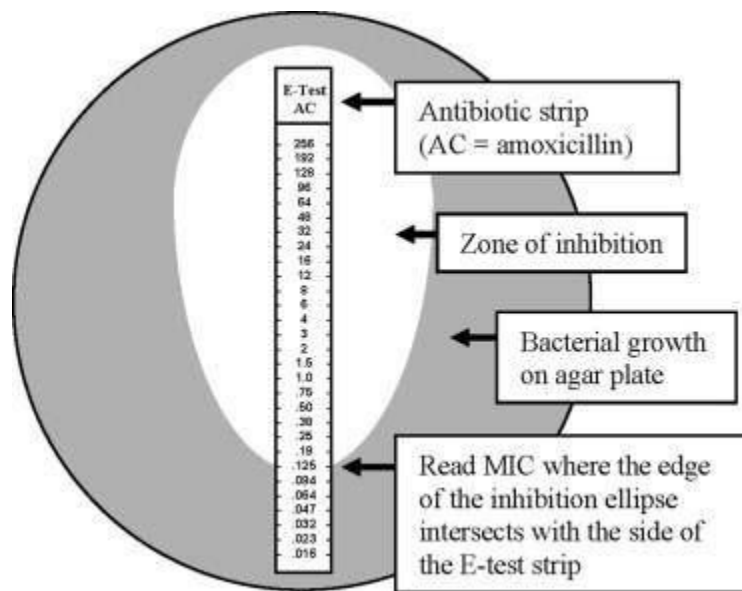 E-Test
AC
256
192
128
96
64
48
32
24
16
12
8
6
4
3
2
1.5
1.0
.75
.50
.38
.25
.19
.125
.094
.064
.047
.032
.023
.016
Antibiotic strip
(AC = amoxicillin)
Zone of inhibition
Bacterial growth
on agar plate
Read MIC where the edge
of the inhibition ellipse
intersects with the side of
the E-test strip